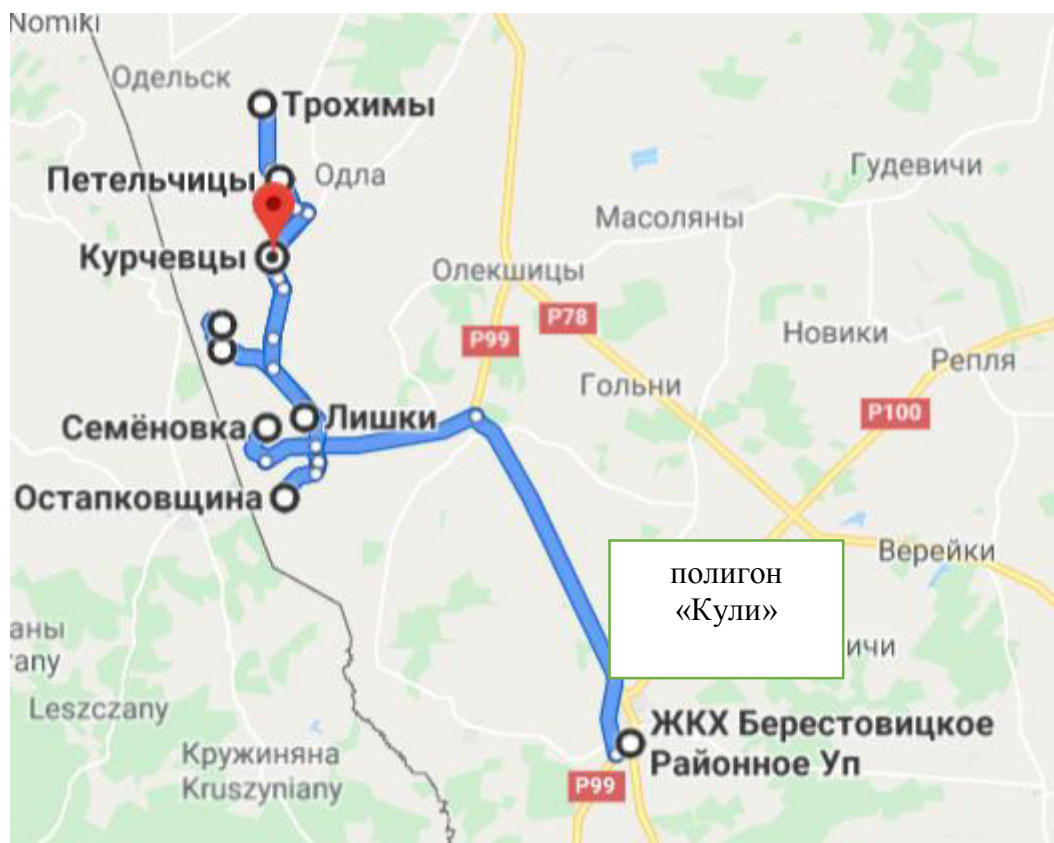 Nomiki
Одельск
Трохимы
Петельчицы
Одла
Гудевичи
Масоляны
Курчевцы
Олекшицы
P78
Новики
P99
Репля
Гольни
P100
Семёновка
Лишки
Остапковщина
Верейки
полигон
«Кули»
аны
any
ичи
Leszczany
ЖКХ Берестовицкое
Районное Уп
Кружиняна
Kruszyniany
P99